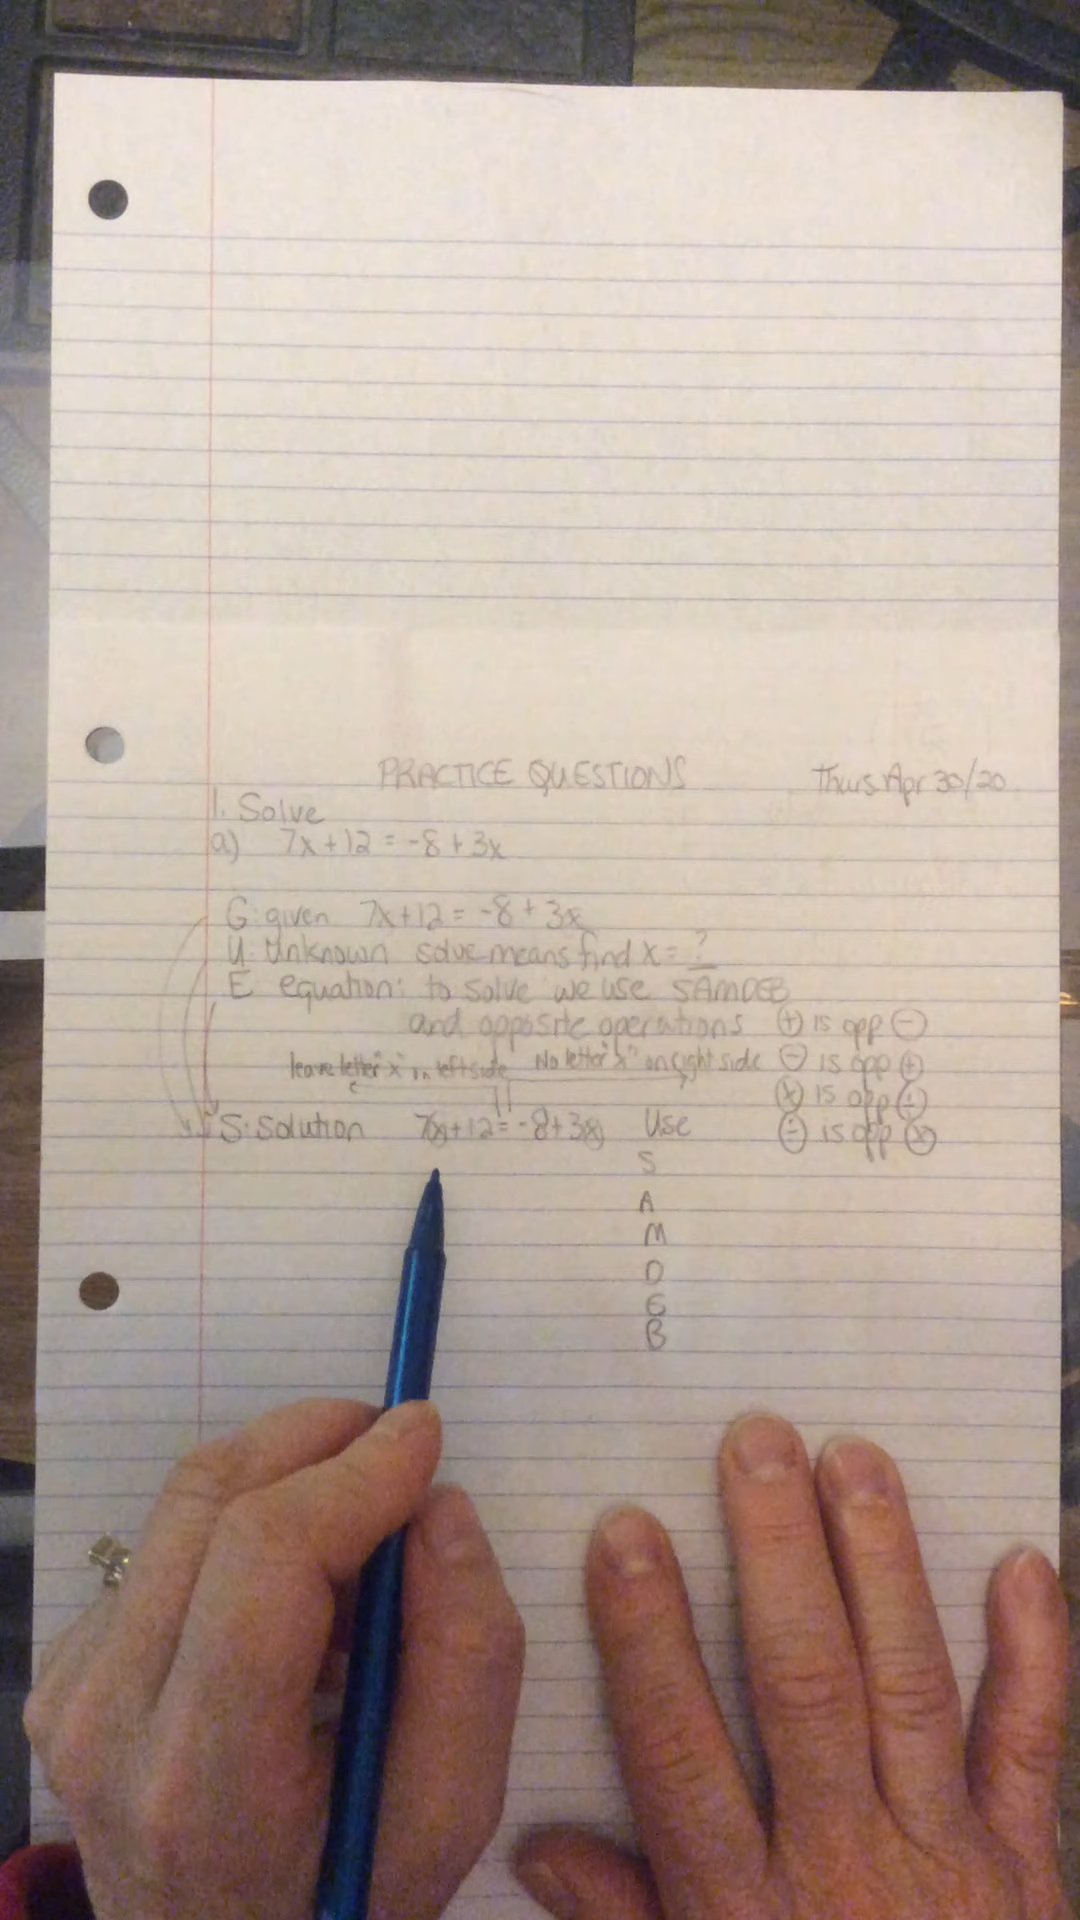 PRACTICE QUESTIONS Thurs Apr 30/20
1. Solve
a) 7x+12 = -8+3x
G: given 7x+12 = -8+3x
U: Unknown solve means find x = ?
E equation: to solve we use SAMDEB
and opposite operations (+) is opp (-)
leave letter "x" in left side No letter "x" on right side (-) is opp (+)
(x) is opp (÷)
S: Solution 7x+12 = -8+3x Use (÷) is opp (x)
S
A
M
D
E
B